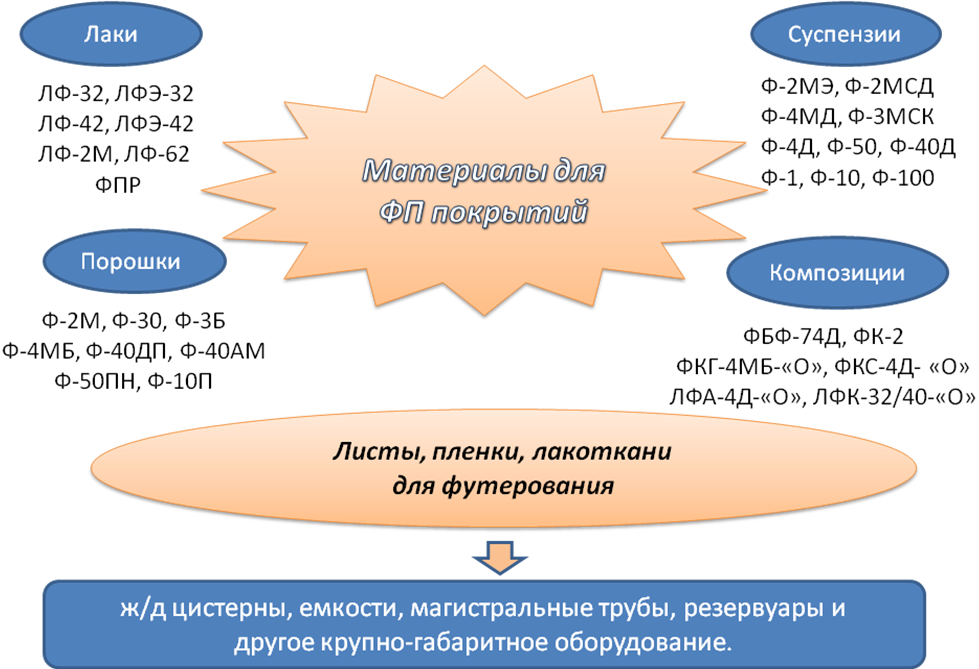 Лаки
ЛФ-32, ЛФЭ-32
ЛФ-42, ЛФЭ-42
ЛФ-2М, ЛФ-62
ФПР
Суспензии
Ф-2МЭ, Ф-2МСД
Ф-4МД, Ф-3МСК
Ф-4Д, Ф-50, Ф-40Д
Ф-1, Ф-10, Ф-100
Материалы для
ФП покрытий
Порошки
Ф-2М, Ф-30, Ф-3Б
Ф-4МБ, Ф-40ДП, Ф-40АМ
Ф-50ПН, Ф-10П
Композиции
ФБФ-74Д, ФК-2
ФКГ-4МБ-«О», ФКС-4Д- «О»
ЛФА-4Д-«О», ЛФК-32/40-«О»
Листы, пленки, лакоткани
для футерования
ж/д цистерны, емкости, магистральные трубы, резервуары и
другое крупно-габаритное оборудование.